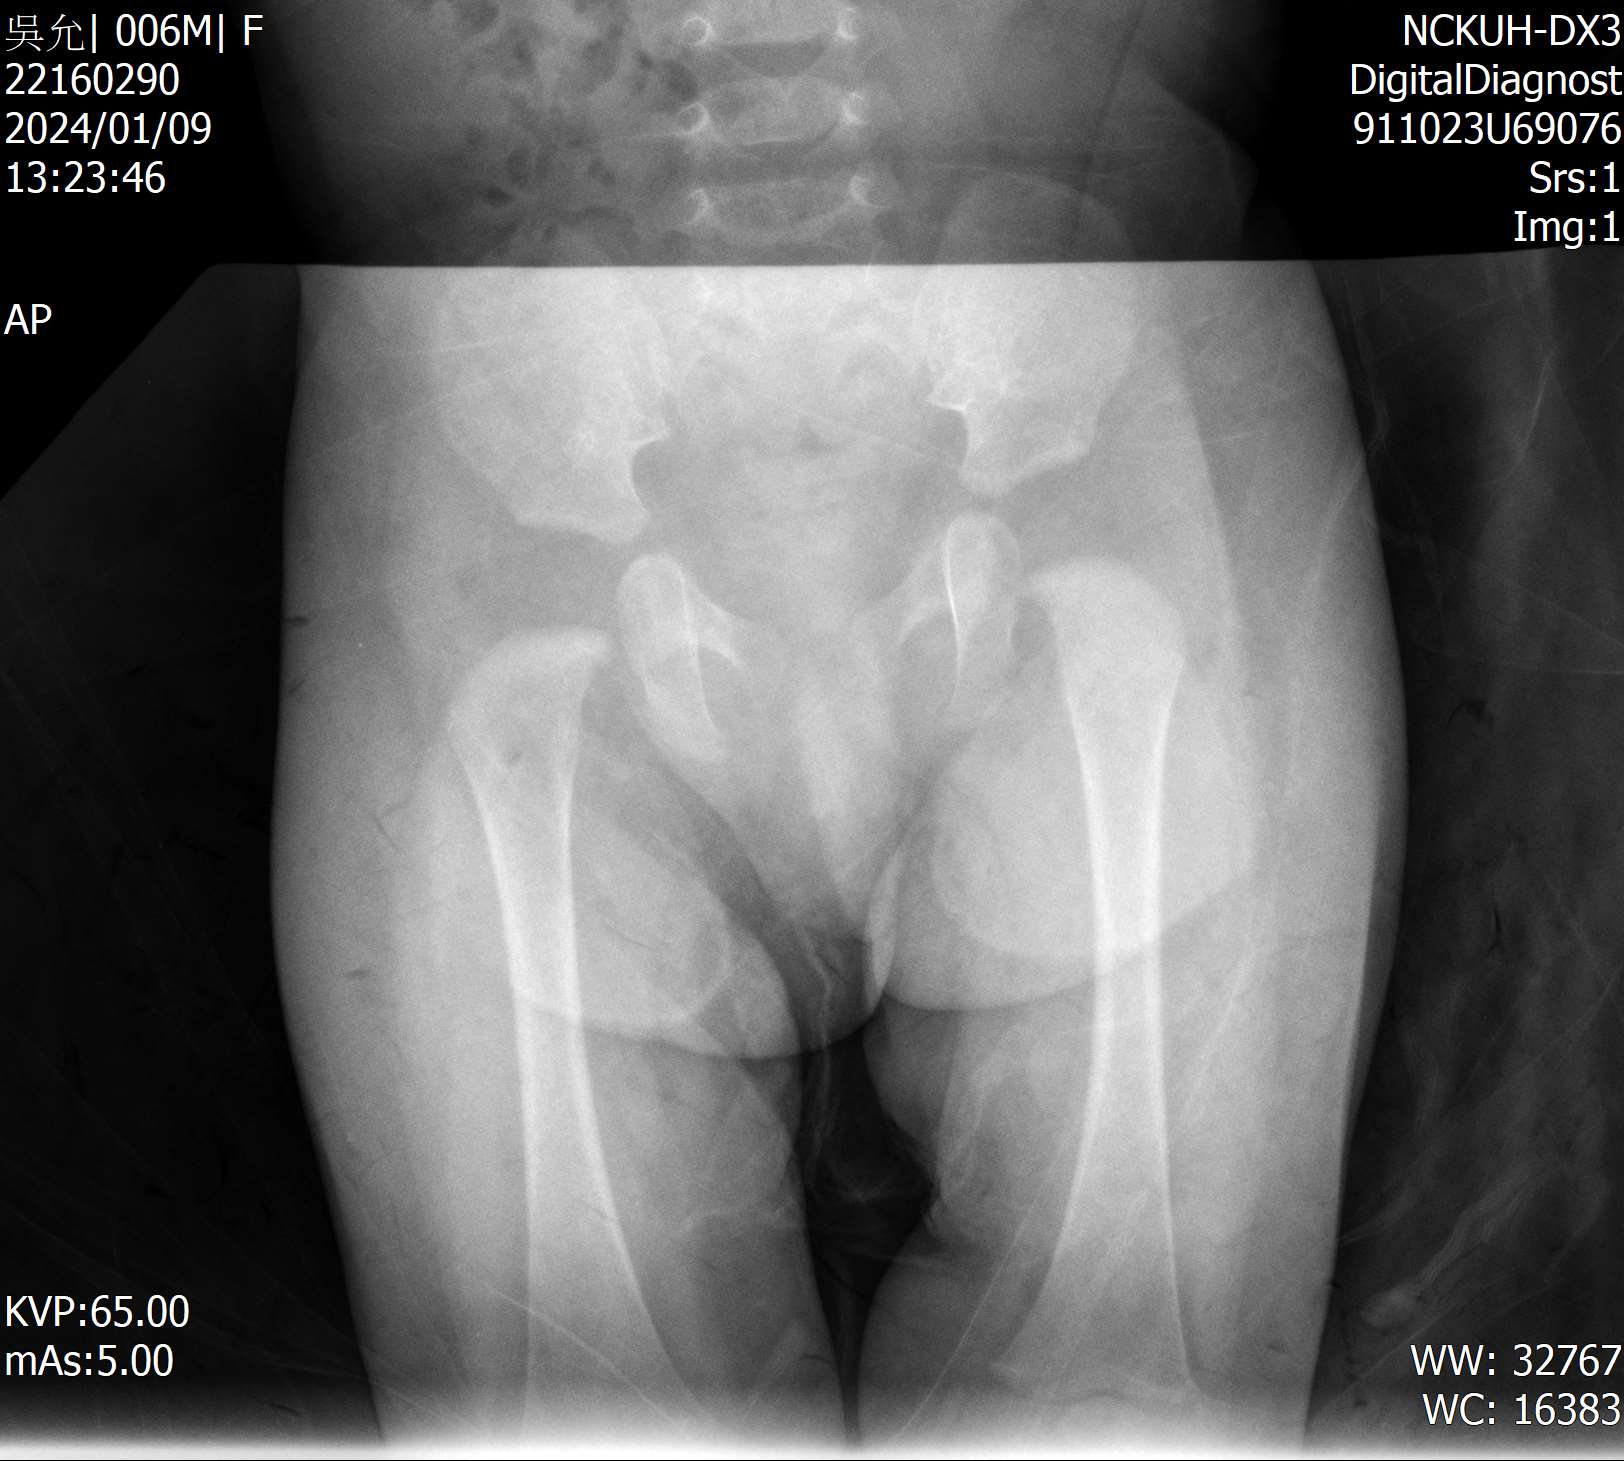 吳允| 006M| F
22160290
2024/01/09
13:23:46
NCKUH-DX3
DigitalDiagnost
911023U69076
Srs:1
Img:1
AP
KVP:65.00
mAs:5.00
WW: 32767
WC: 16383